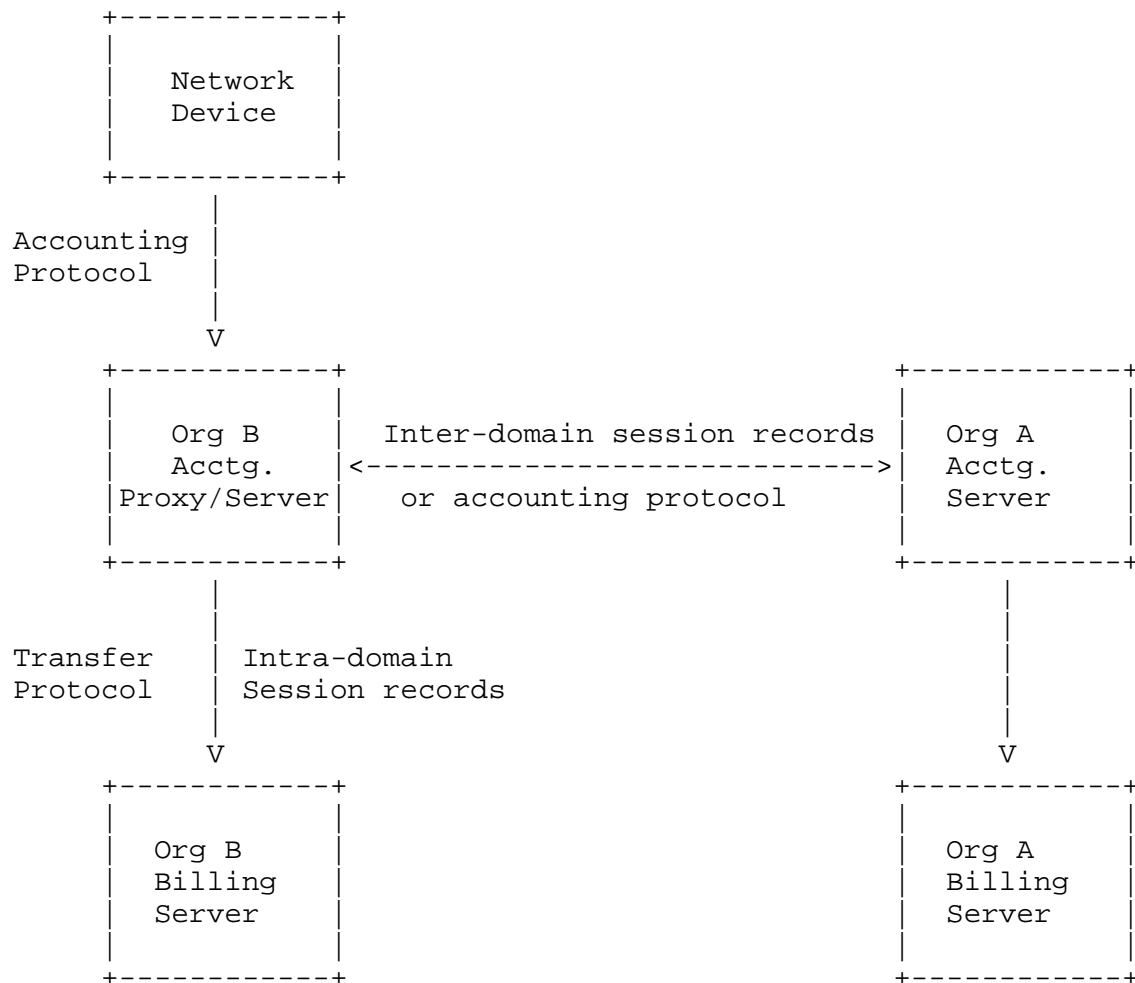 Network
Device
Accounting
Protocol
V
Org B
Acctg.
Proxy/Server
Inter-domain session records
<---------------------------->
or accounting protocol
Org A
Acctg.
Server
Transfer
Protocol
Intra-domain
Session records
V
V
Org B
Billing
Server
Org A
Billing
Server